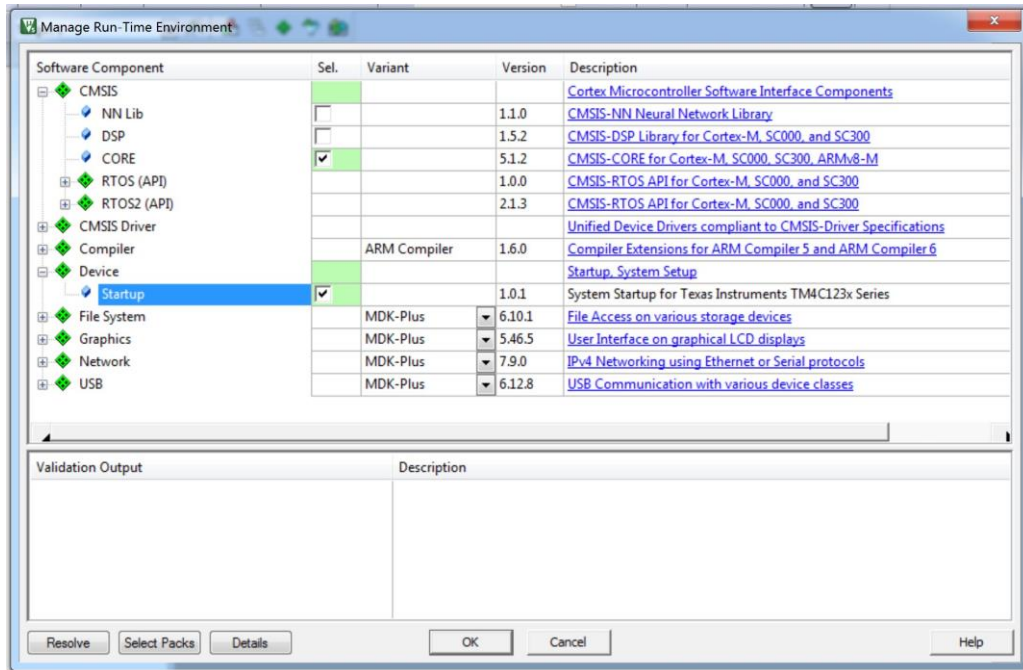 Manage Run-Time Environment
Software Component Sel. Variant Version Description
CMSIS Cortex Microcontroller Software Interface Components
NN Lib 1.1.0 CMSIS-NN Neural Network Library
DSP 1.5.2 CMSIS-DSP Library for Cortex-M, SC000, and SC300
CORE 5.1.2 CMSIS-CORE for Cortex-M, SC000, SC300, ARMv8-M
RTOS (API) 1.0.0 CMSIS-RTOS API for Cortex-M, SC000, and SC300
RTOS2 (API) 2.1.3 CMSIS-RTOS API for Cortex-M, SC000, and SC300
CMSIS Driver Unified Device Drivers compliant to CMSIS-Driver Specifications
Compiler ARM Compiler 1.6.0 Compiler Extensions for ARM Compiler 5 and ARM Compiler 6
Device Startup, System Setup
Startup 1.0.1 System Startup for Texas Instruments TM4C123x Series
File System MDK-Plus 6.10.1 File Access on various storage devices
Graphics MDK-Plus 5.46.5 User Interface on graphical LCD displays
Network MDK-Plus 7.9.0 IPv4 Networking using Ethernet or Serial protocols
USB MDK-Plus 6.12.8 USB Communication with various device classes
Validation Output Description
Resolve Select Packs Details OK Cancel Help